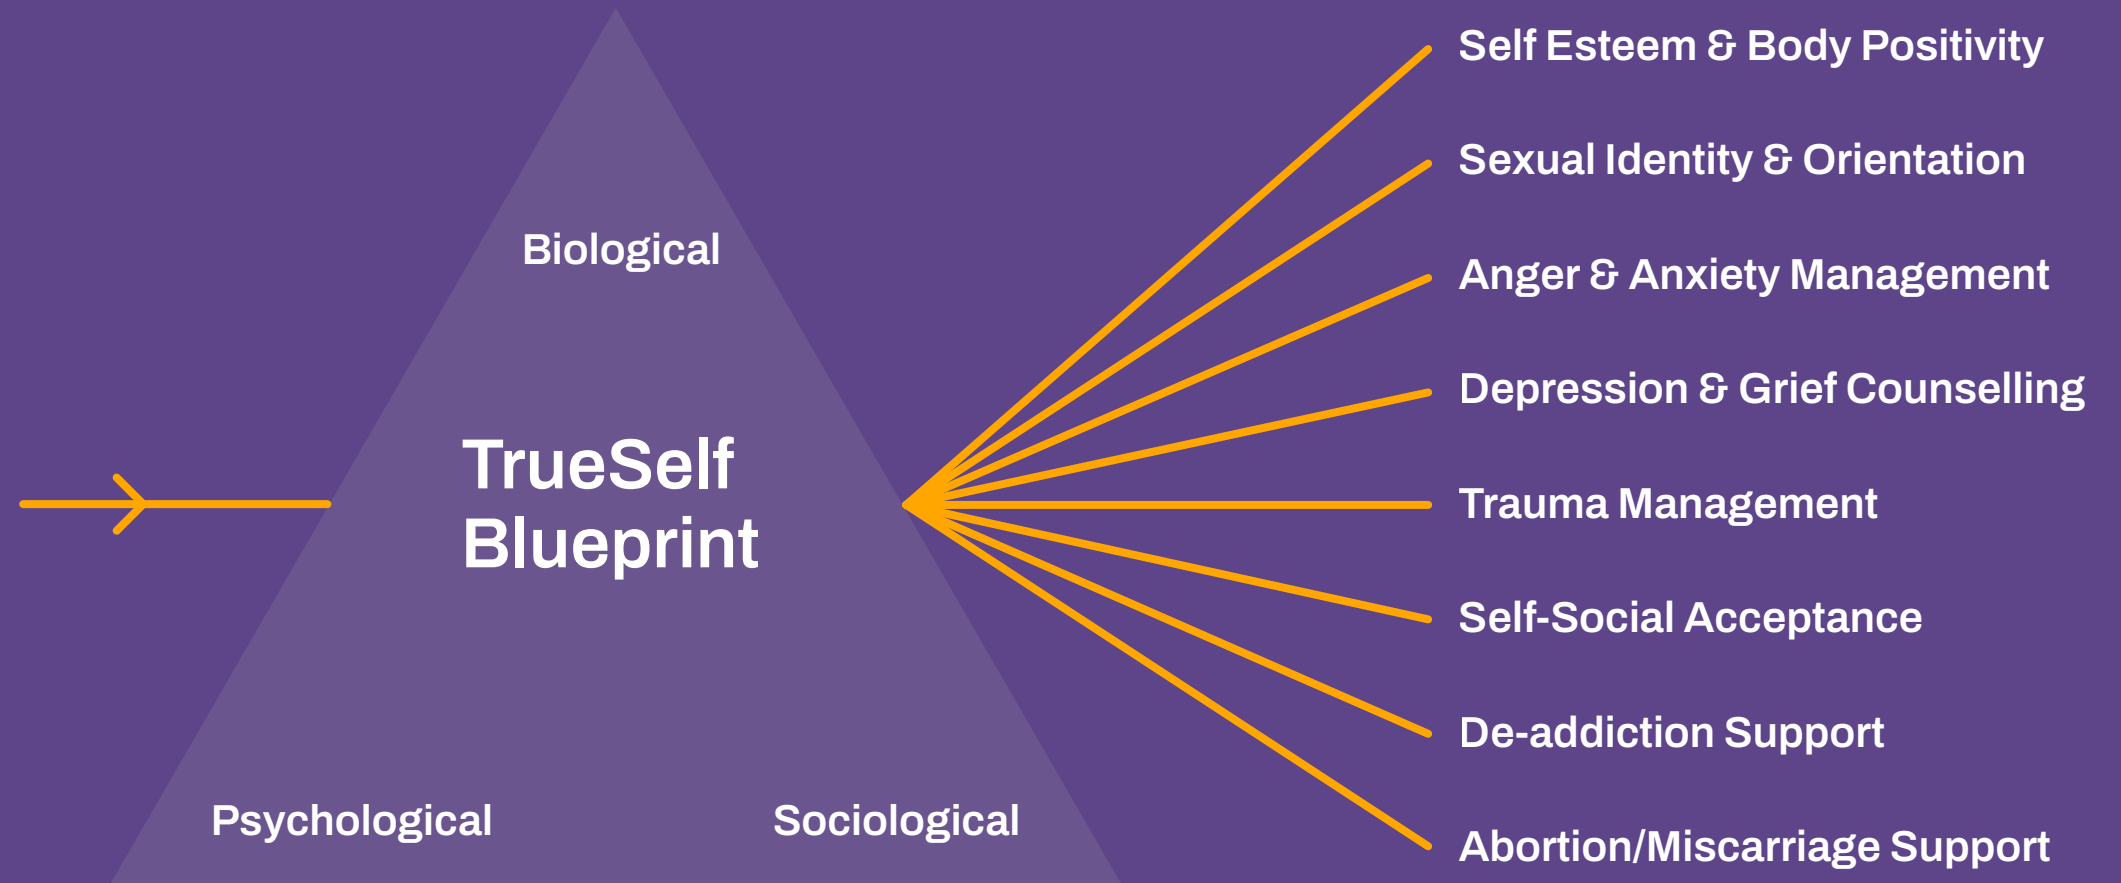 Biological
TrueSelf
Blueprint
Psychological
Sociological
Self Esteem & Body Positivity
Sexual Identity & Orientation
Anger & Anxiety Management
Depression & Grief Counselling
Trauma Management
Self-Social Acceptance
De-addiction Support
Abortion/Miscarriage Support